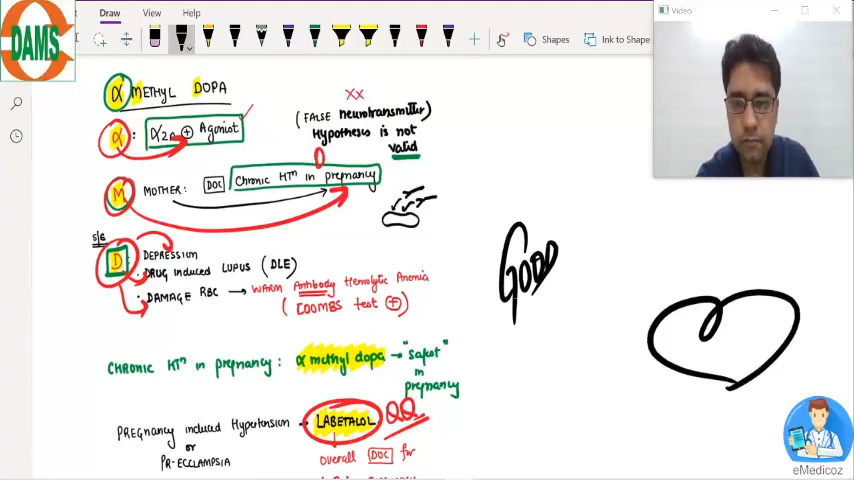 DAMS
Draw View Help
Video
Shapes
Ink to Shape
α METHYL DOPA
XX
α : α2A ⊕ Agonist
(FALSE neurotransmitter
Hypothesis is not
valid
M MOTHER: DOC Chronic HTⁿ in pregnancy
S/E
D DEPRESSION
DRUG induced LUPUS (DLE)
DAMAGE RBC → WARM Antibody Hemolytic Anemia
(COOMBS test ⊕)
GOOD
CHRONIC HTⁿ in pregnancy: α methyl dopa → "safest"
in
pregnancy
PREGNANCY induced Hypertension - LABETALOL QQ
or
PR-ECCLAMPSIA
overall DOC for
eMedicoz